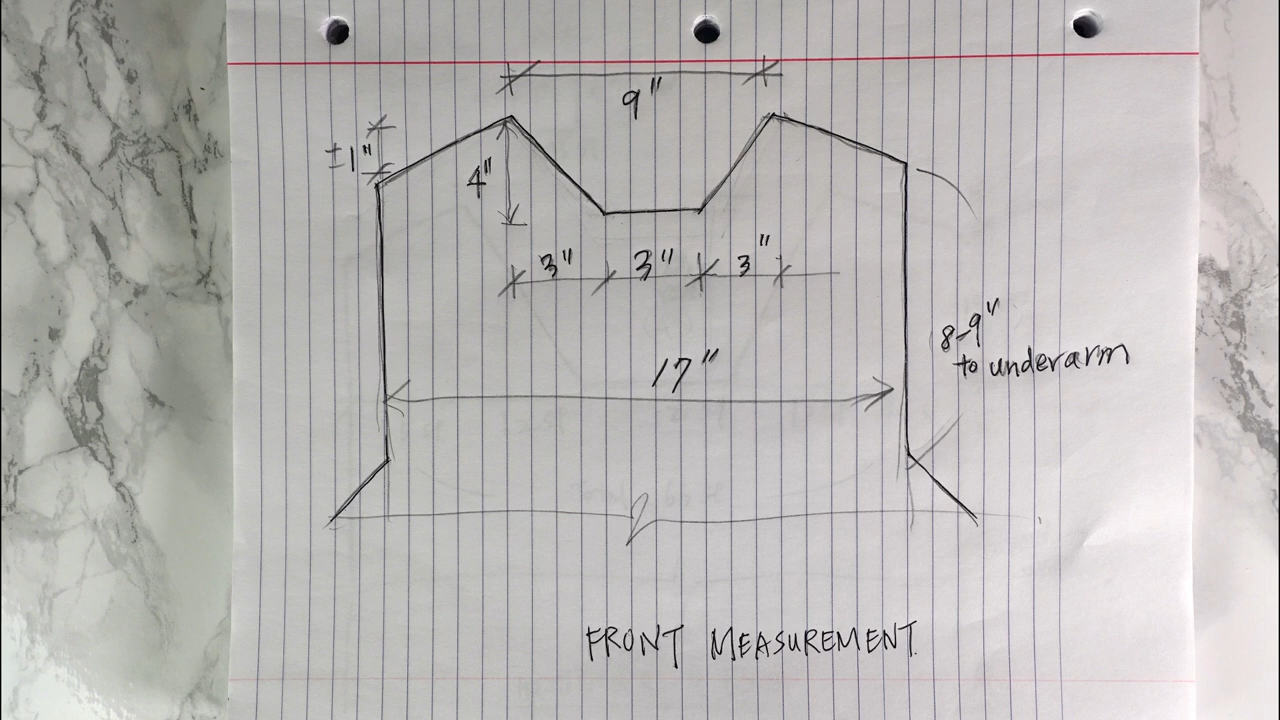 9"
±1"
4"
3" 3" 3"
17"
8-9"
to underarm
FRONT MEASUREMENT